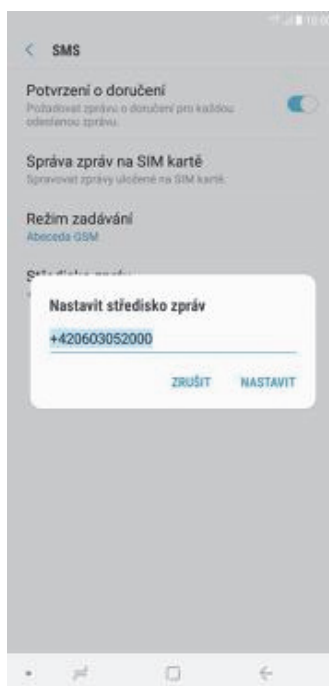 SMS
Potvrzení o doručení
Požadovat zprávu o doručení pro každou
odeslanou zprávu.
Správa zpráv na SIM kartě
Spravovat zprávy uložené na SIM kartě.
Režim zadávání
Abeceda GSM
Nastavit středisko zpráv
+420603052000
ZRUŠIT NASTAVIT